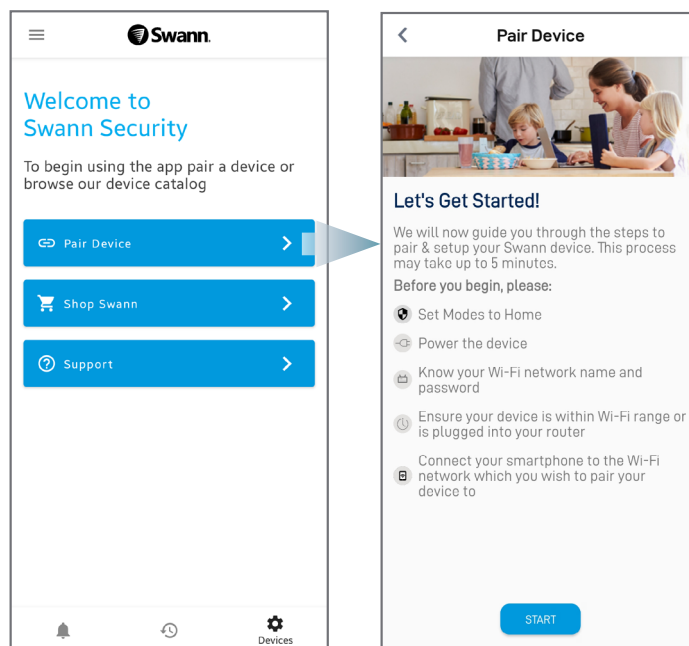 Swann.
Welcome to
Swann Security
To begin using the app pair a device or
browse our device catalog
Pair Device
Shop Swann
Support
Devices
Pair Device
Let's Get Started!
We will now guide you through the steps to
pair & setup your Swann device. This process
may take up to 5 minutes.
Before you begin, please:
Set Modes to Home
Power the device
Know your Wi-Fi network name and
password
Ensure your device is within Wi-Fi range or
is plugged into your router
Connect your smartphone to the Wi-Fi
network which you wish to pair your
device to
START